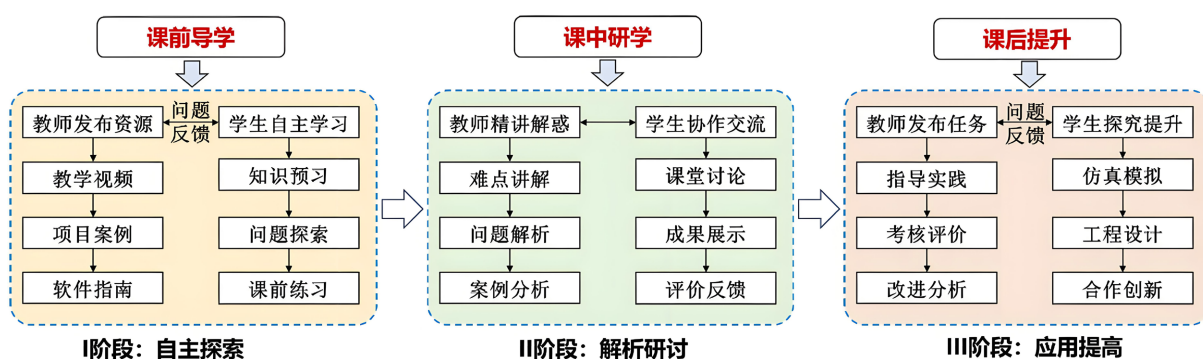 课前导学
课中研学
课后提升
教师发布资源
问题
反馈
学生自主学习
教学视频
知识预习
项目案例
问题探索
软件指南
课前练习
I阶段：自主探索
教师精讲解惑
学生协作交流
难点讲解
课堂讨论
问题解析
成果展示
案例分析
评价反馈
II阶段：解析研讨
教师发布任务
问题
反馈
学生探究提升
指导实践
仿真模拟
考核评价
工程设计
改进分析
合作创新
III阶段：应用提高